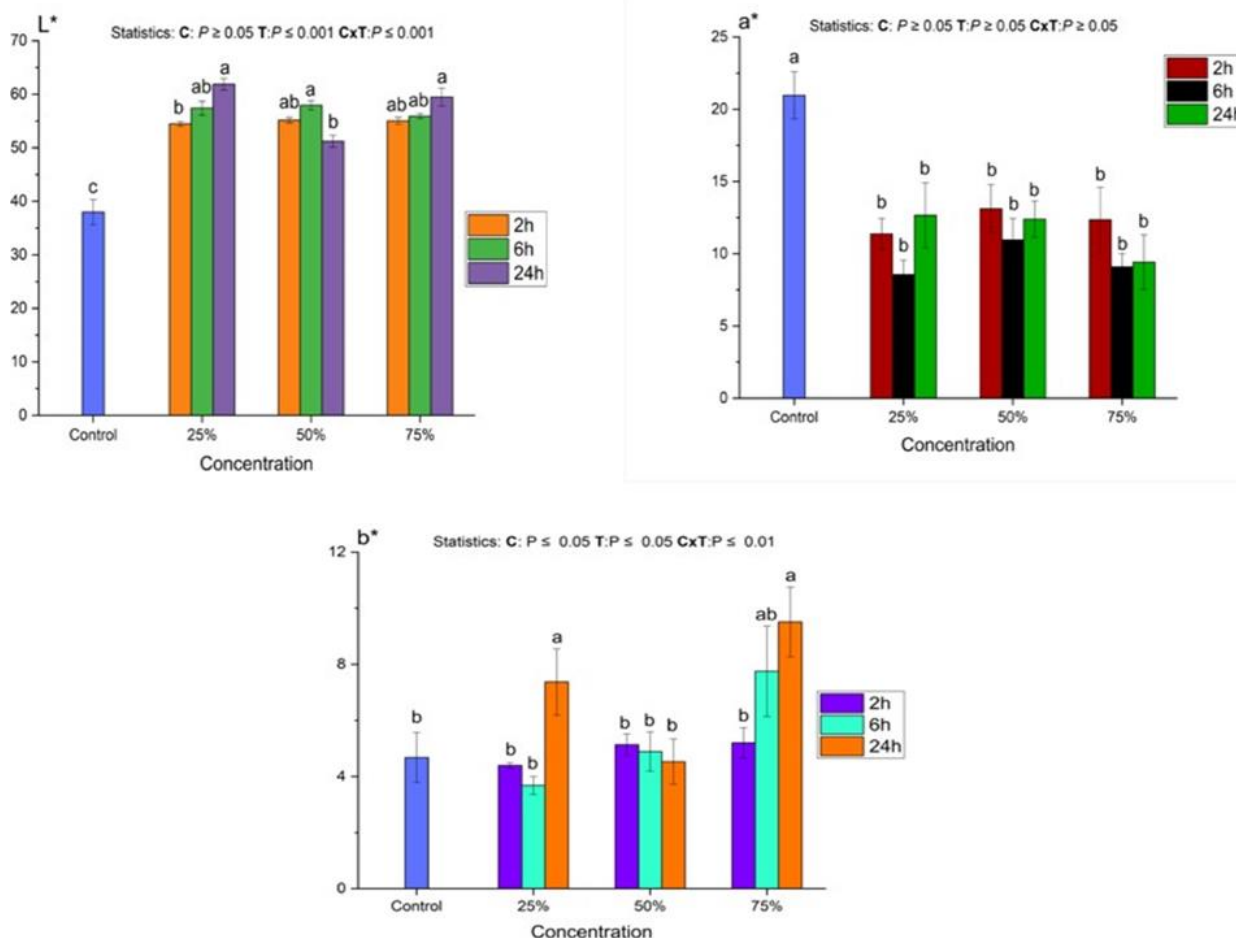 L*
Statistics: C: P ≥ 0.05 T:P ≤ 0.001 CxT:P ≤ 0.001
70
60
50
40
30
20
10
0
c
b ab a
ab a b
ab ab a
2h
6h
24h
Control 25% 50% 75%
Concentration
a*
Statistics: C: P ≥ 0.05 T:P ≥ 0.05 CxT:P ≥ 0.05
25
20
15
10
5
0
a
b b b
b b b
b b b
2h
6h
24h
Control 25% 50% 75%
Concentration
b*
Statistics: C: P ≤ 0.05 T:P ≤ 0.05 CxT:P ≤ 0.01
12
8
4
0
b
b b a
b b b
b ab a
2h
6h
24h
Control 25% 50% 75%
Concentration